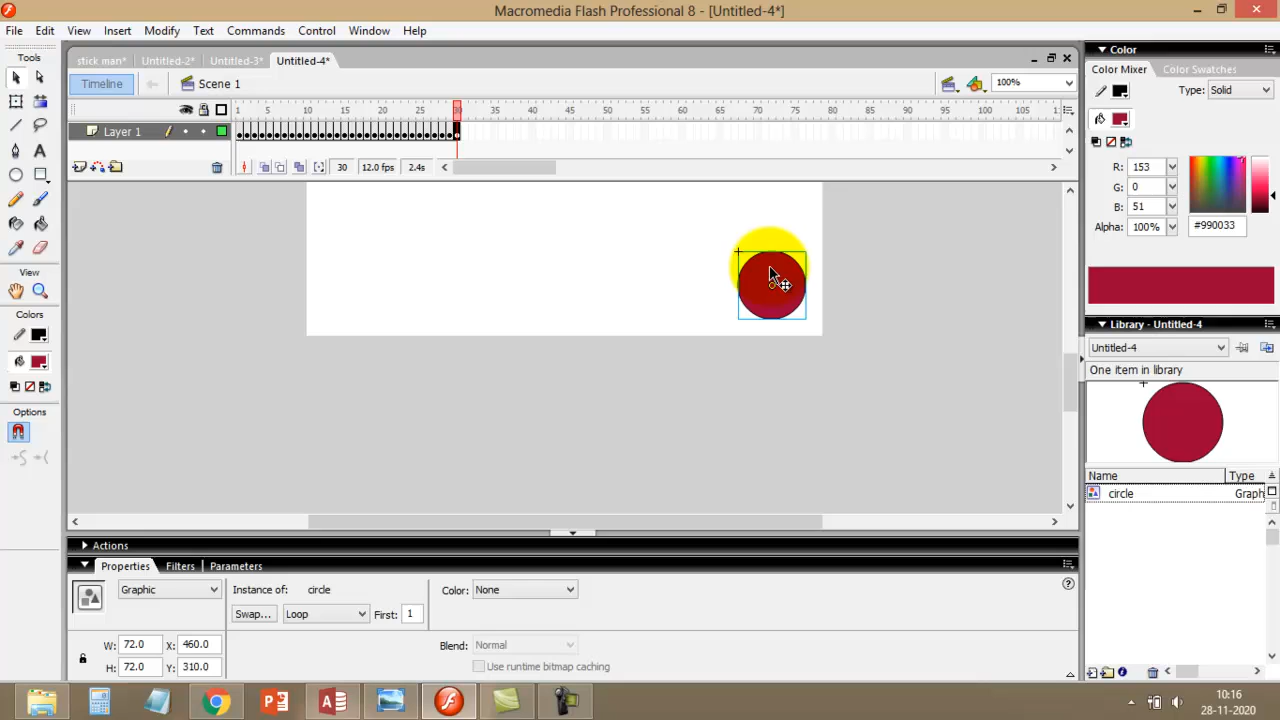 Macromedia Flash Professional 8 - [Untitled-4*]
File Edit View Insert Modify Text Commands Control Window Help
Tools
stick man* Untitled-2* Untitled-3* Untitled-4*
Timeline Scene 1 100%
1 5 10 15 20 25 30 35 40 45 50 55 60 65 70 75 80 85 90 95 100 105
Layer 1
30 12.0 fps 2.4s
View
Colors
Options
Color
Color Mixer Color Swatches
Type: Solid
R: 153
G: 0
B: 51
Alpha: 100% #990033
Library - Untitled-4
Untitled-4
One item in library
Name Type
circle Graph
Actions
Properties Filters Parameters
Graphic Instance of: circle Color: None
Swap... Loop First: 1
W: 72.0 X: 460.0 Blend: Normal
H: 72.0 Y: 310.0 Use runtime bitmap caching
10:16
28-11-2020